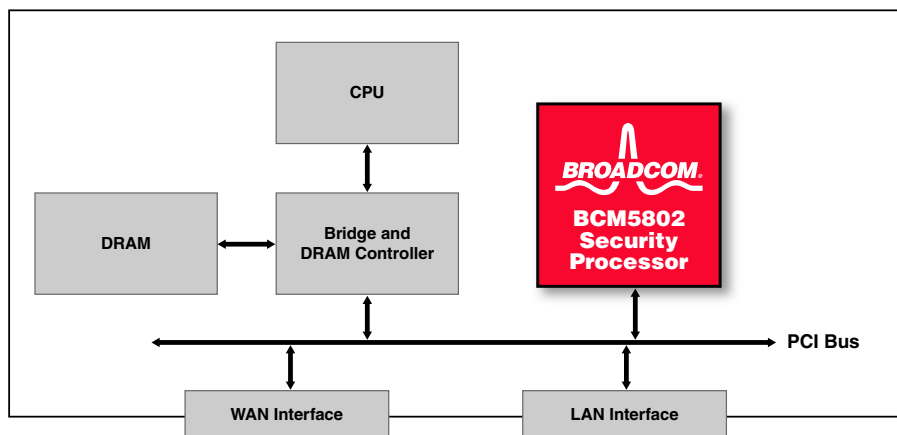 CPU
BROADCOM®
BCM5802
Security
Processor
DRAM
Bridge and
DRAM Controller
PCI Bus
WAN Interface
LAN Interface